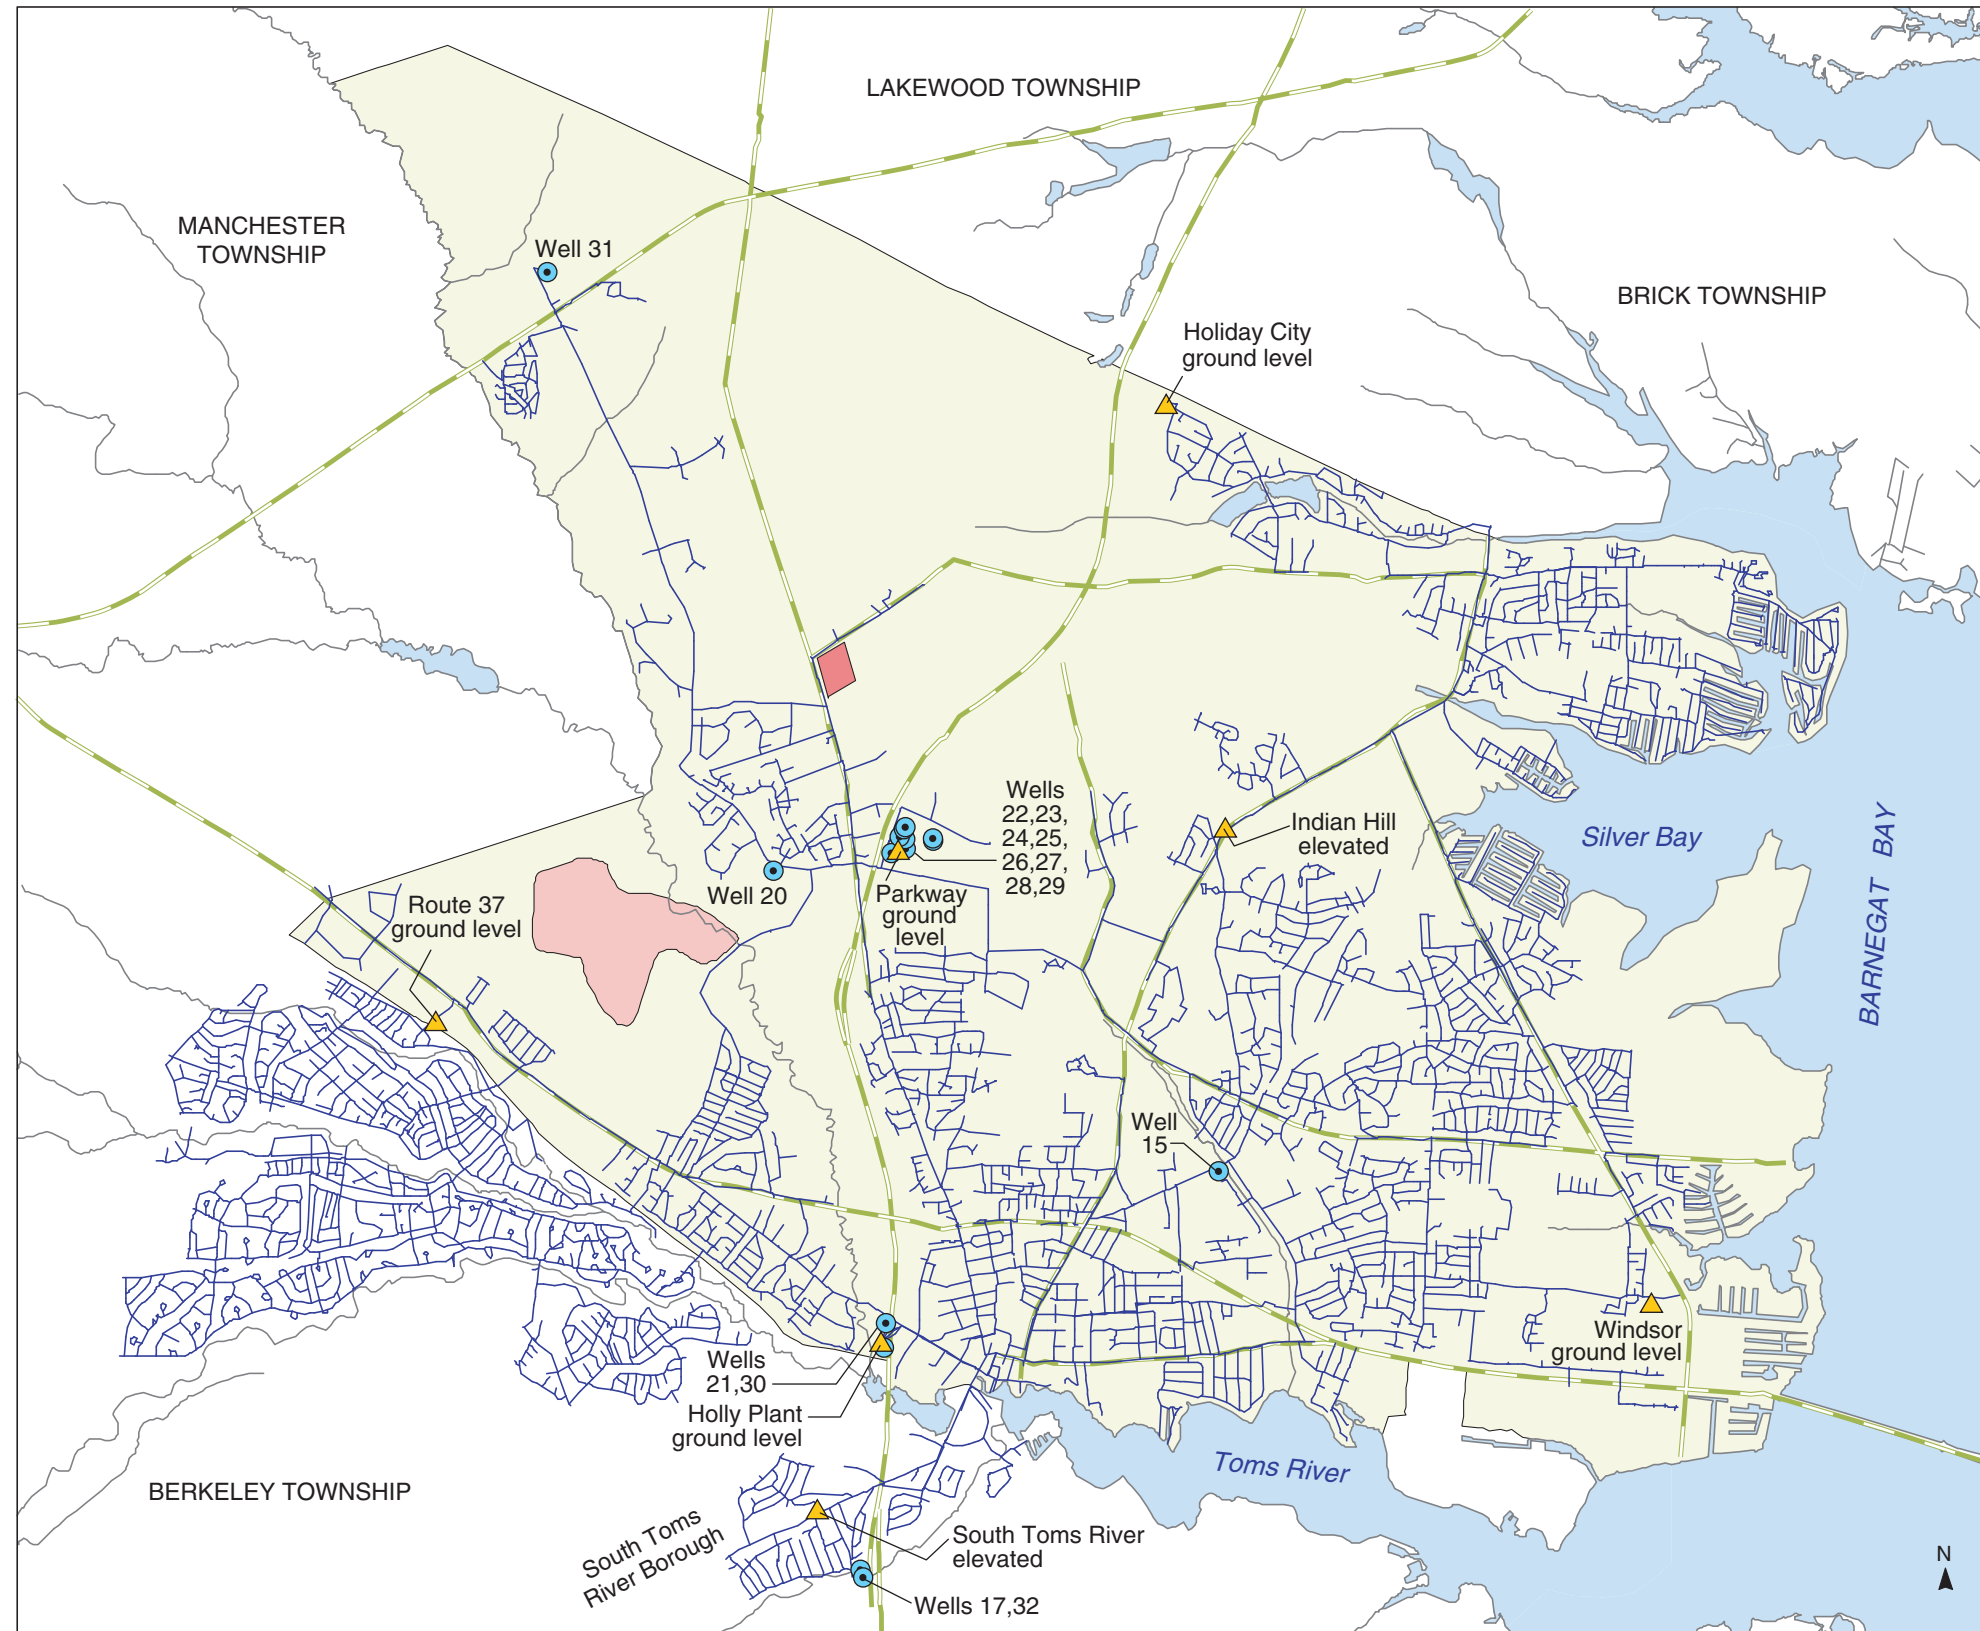 LAKEWOOD TOWNSHIP
MANCHESTER
TOWNSHIP
Well 31
BRICK TOWNSHIP
Holiday City
ground level
Wells
22,23,
24,25,
26,27,
28,29
Indian Hill
elevated
Silver Bay
BARNEGAT BAY
Well 20
Parkway
ground
level
Route 37
ground level
Well
15
Windsor
ground level
Wells
21,30
Holly Plant
ground level
Toms River
BERKELEY TOWNSHIP
South Toms
River Borough
South Toms River
elevated
Wells 17,32
N